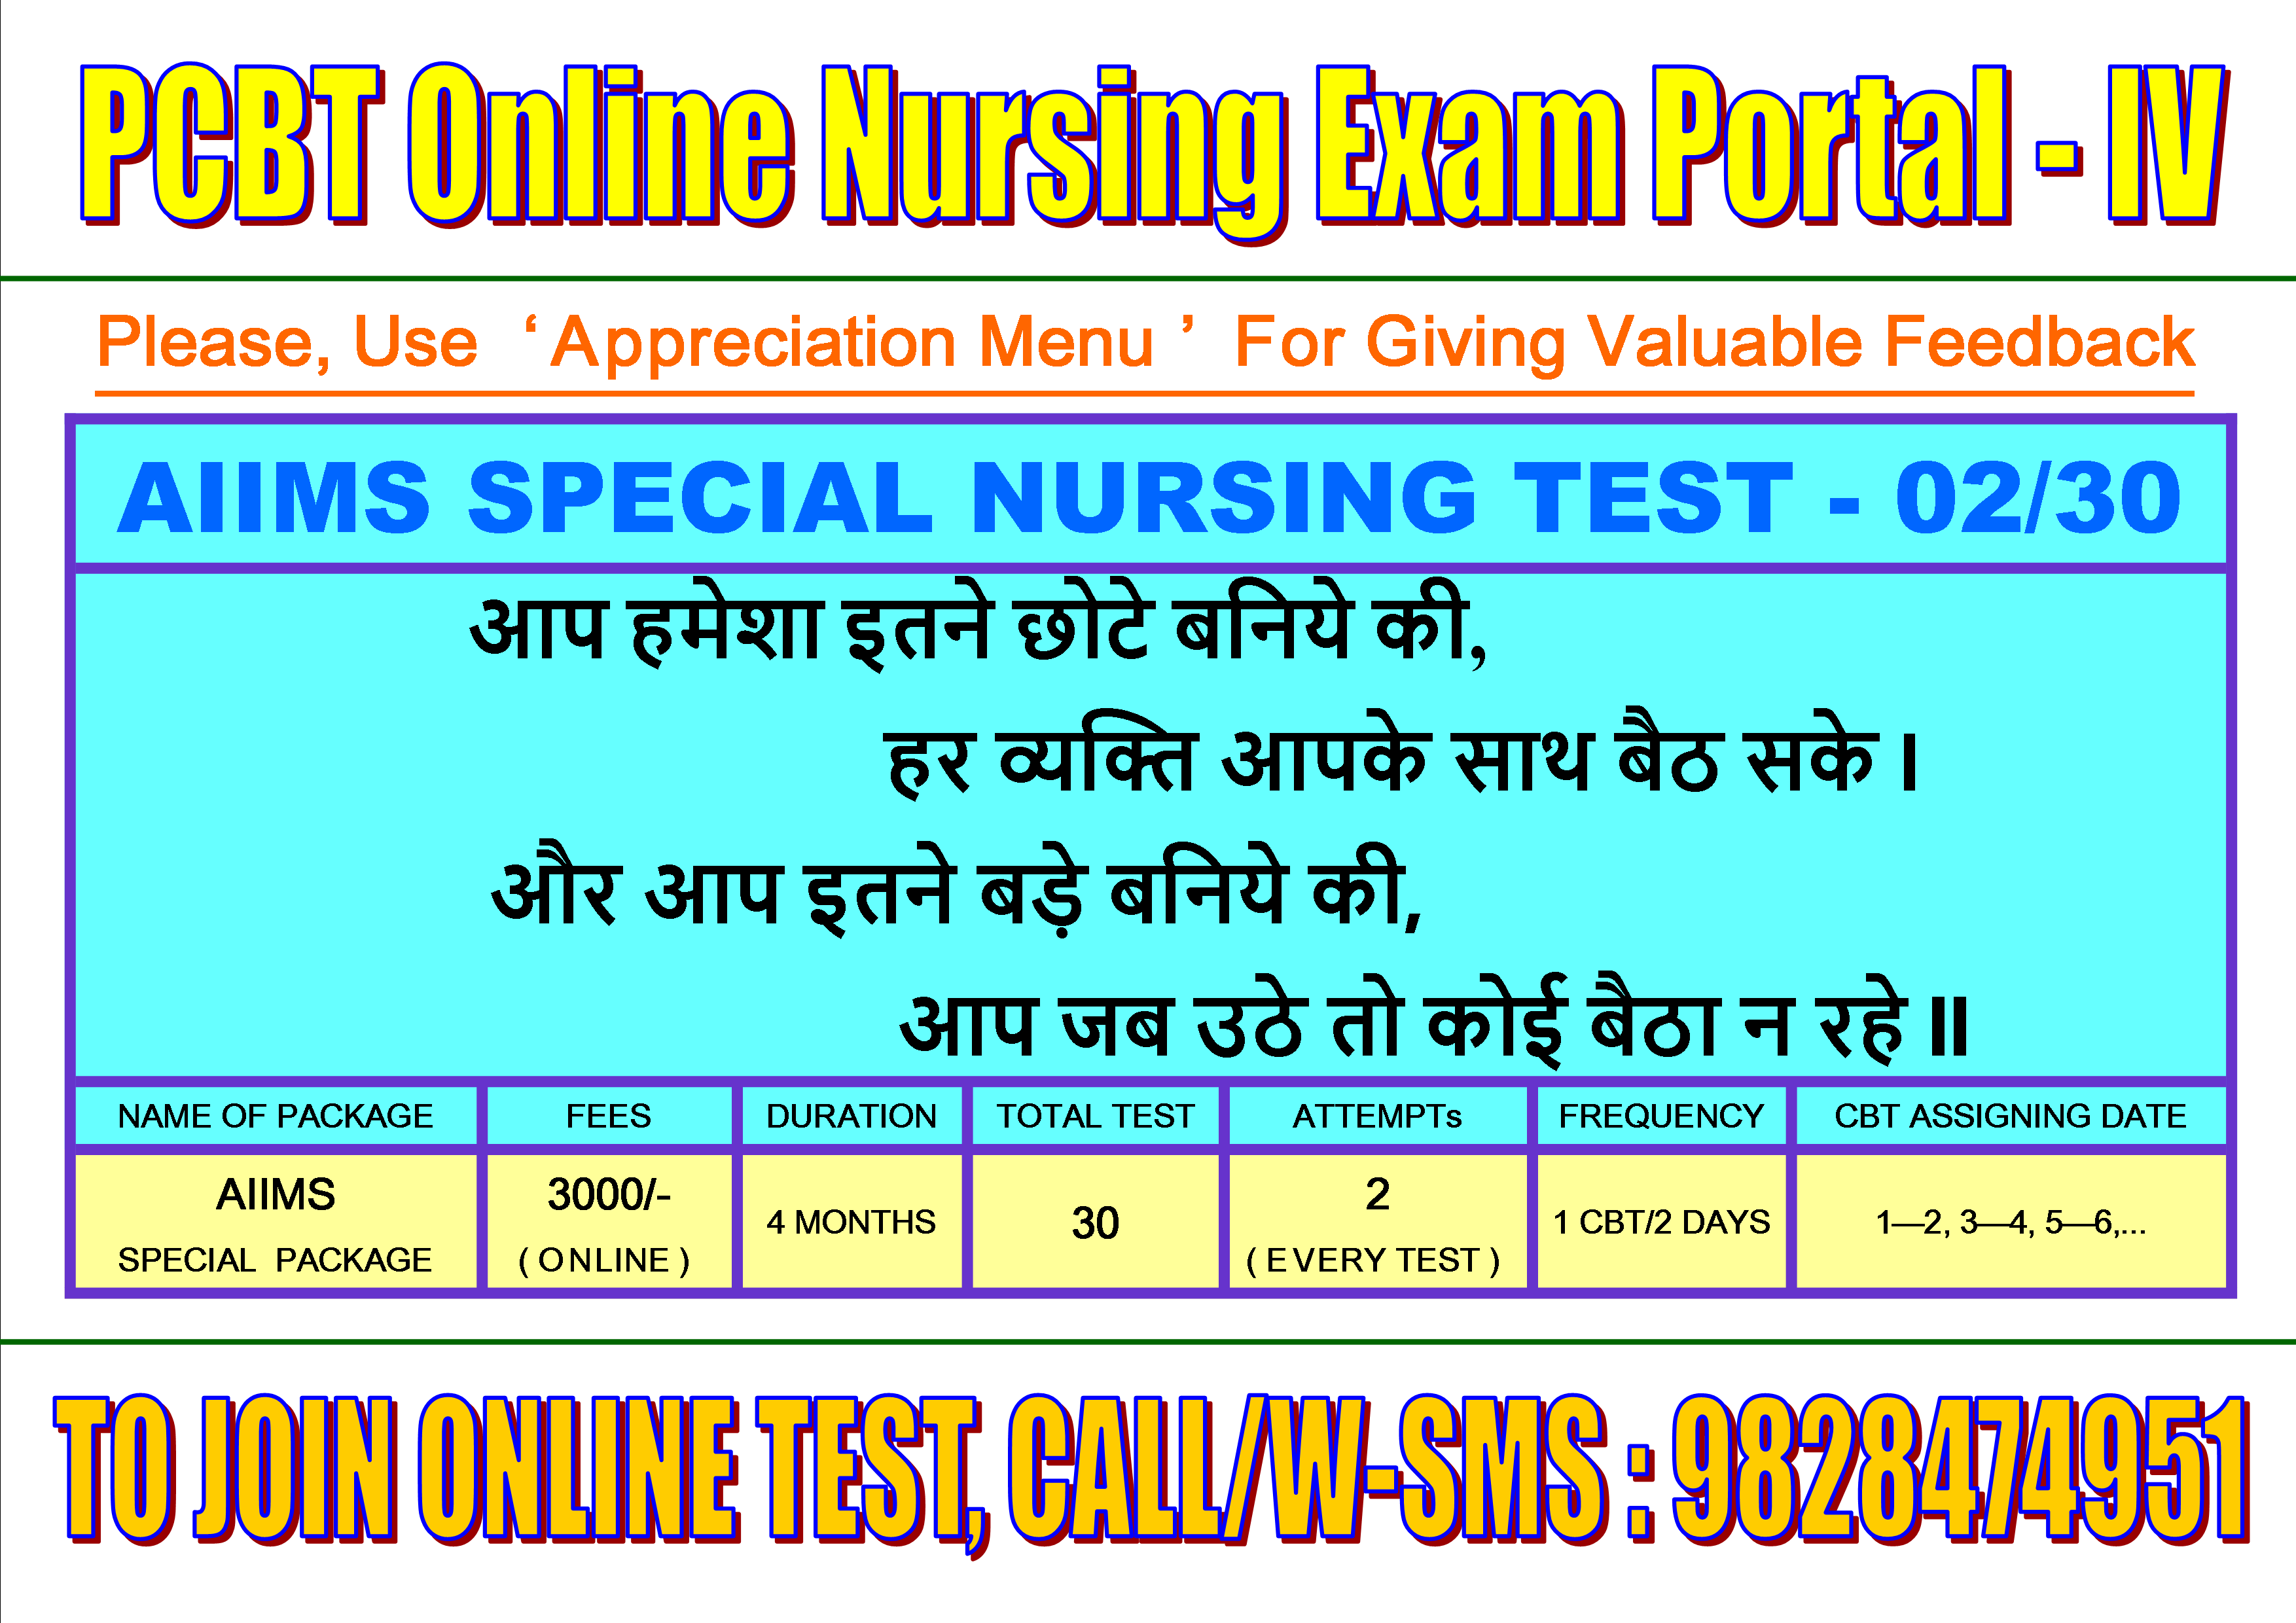 PCBT Online Nursing Exam Portal - IV
Please, Use ‘Appreciation Menu’ For Giving Valuable Feedback
AIIMS SPECIAL NURSING TEST - 02/30
आप हमेशा इतने छोटे बनिये की,
हर व्यक्ति आपके साथ बैठ सके ।
और आप इतने बड़े बनिये की,
आप जब उठे तो कोई बैठा न रहे ॥
NAME OF PACKAGE FEES DURATION TOTAL TEST ATTEMPTs FREQUENCY CBT ASSIGNING DATE
AIIMS 3000/- 2
4 MONTHS 30 1 CBT/2 DAYS 1—2, 3—4, 5—6,...
SPECIAL PACKAGE ( ONLINE ) ( EVERY TEST )
TO JOIN ONLINE TEST, CALL/W-SMS : 9828474951